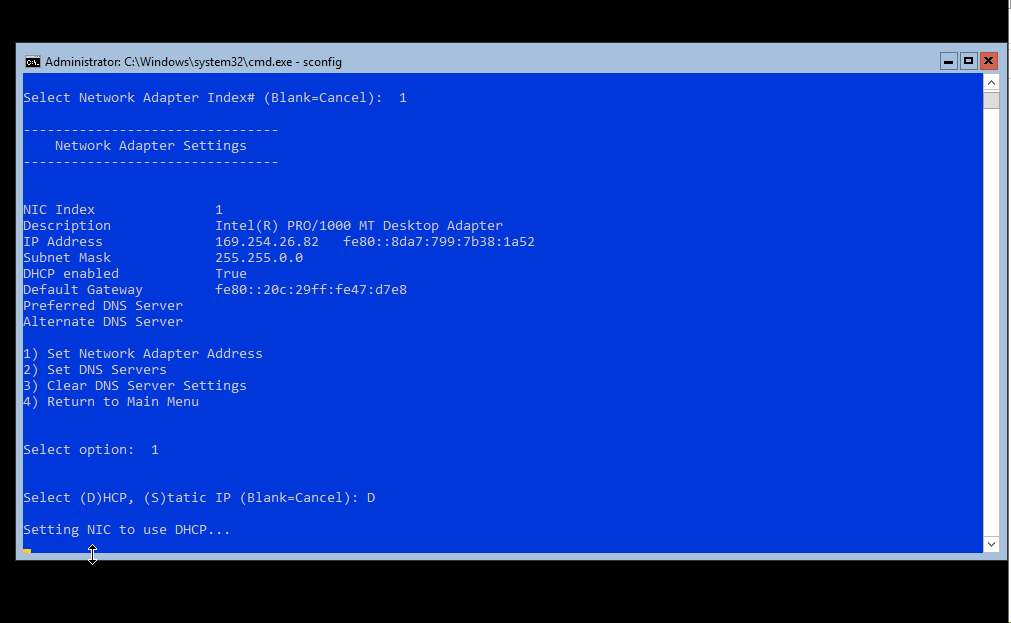 Administrator: C:\Windows\system32\cmd.exe - sconfig
Select Network Adapter Index# (Blank=Cancel):  1
--------------------------------
    Network Adapter Settings
--------------------------------
NIC Index               1
Description             Intel(R) PRO/1000 MT Desktop Adapter
IP Address              169.254.26.82   fe80::8da7:799:7b38:1a52
Subnet Mask             255.255.0.0
DHCP enabled            True
Default Gateway         fe80::20c:29ff:fe47:d7e8
Preferred DNS Server
Alternate DNS Server
1) Set Network Adapter Address
2) Set DNS Servers
3) Clear DNS Server Settings
4) Return to Main Menu
Select option:  1
Select (D)HCP, (S)tatic IP (Blank=Cancel): D
Setting NIC to use DHCP...